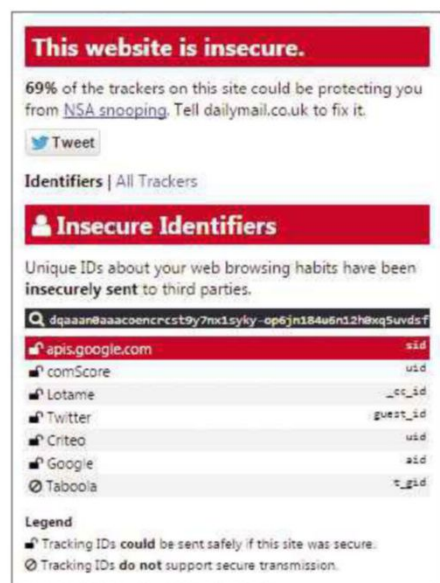 This website is insecure.
69% of the trackers on this site could be protecting you
from NSA snooping. Tell dailymail.co.uk to fix it.
Tweet
Identifiers | All Trackers
Insecure Identifiers
Unique IDs about your web browsing habits have been
insecurely sent to third parties.
apis.google.com sid
comScore uid
Lotame _cc_id
Twitter guest_id
Criteo uid
Google aid
Taboola t_gid
Legend
Tracking IDs could be sent safely if this site was secure.
Tracking IDs do not support secure transmission.